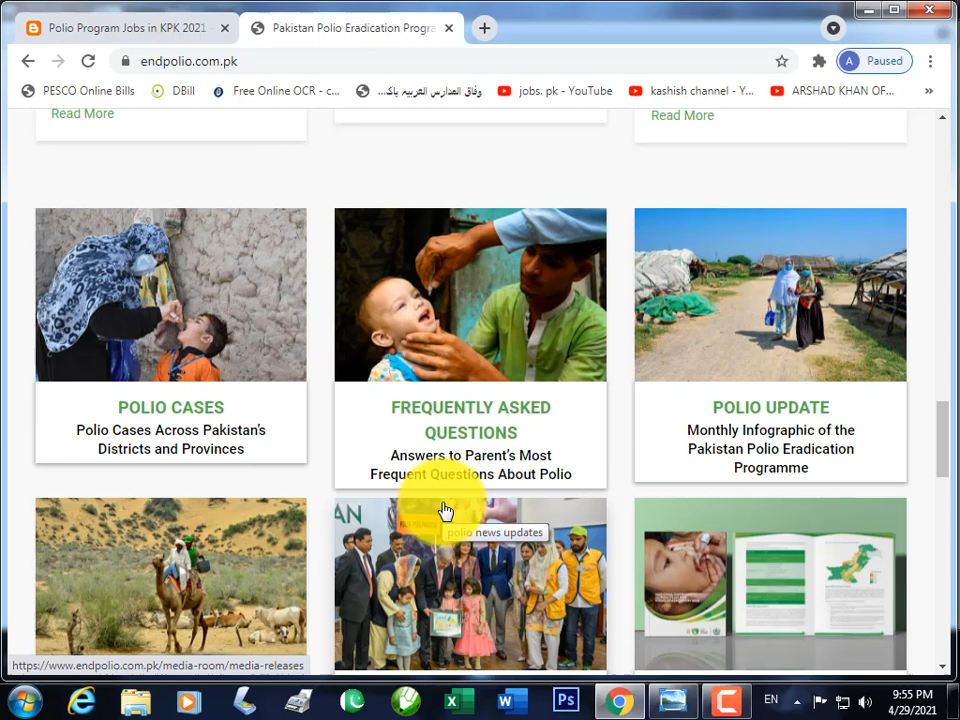 Polio Program Jobs in KPK 2021 -
Pakistan Polio Eradication Progra
endpolio.com.pk
A Paused
PESCO Online Bills
DBill
Free Online OCR - c...
وفاق المدارس العربیہ پاک...
jobs. pk - YouTube
kashish channel - Y...
ARSHAD KHAN OF...
»
Read More
Read More
POLIO CASES
Polio Cases Across Pakistan's
Districts and Provinces
FREQUENTLY ASKED
QUESTIONS
Answers to Parent's Most
Frequent Questions About Polio
POLIO UPDATE
Monthly Infographic of the
Pakistan Polio Eradication
Programme
polio news updates
https://www.endpolio.com.pk/media-room/media-releases
Ps
EN
9:55 PM
4/29/2021